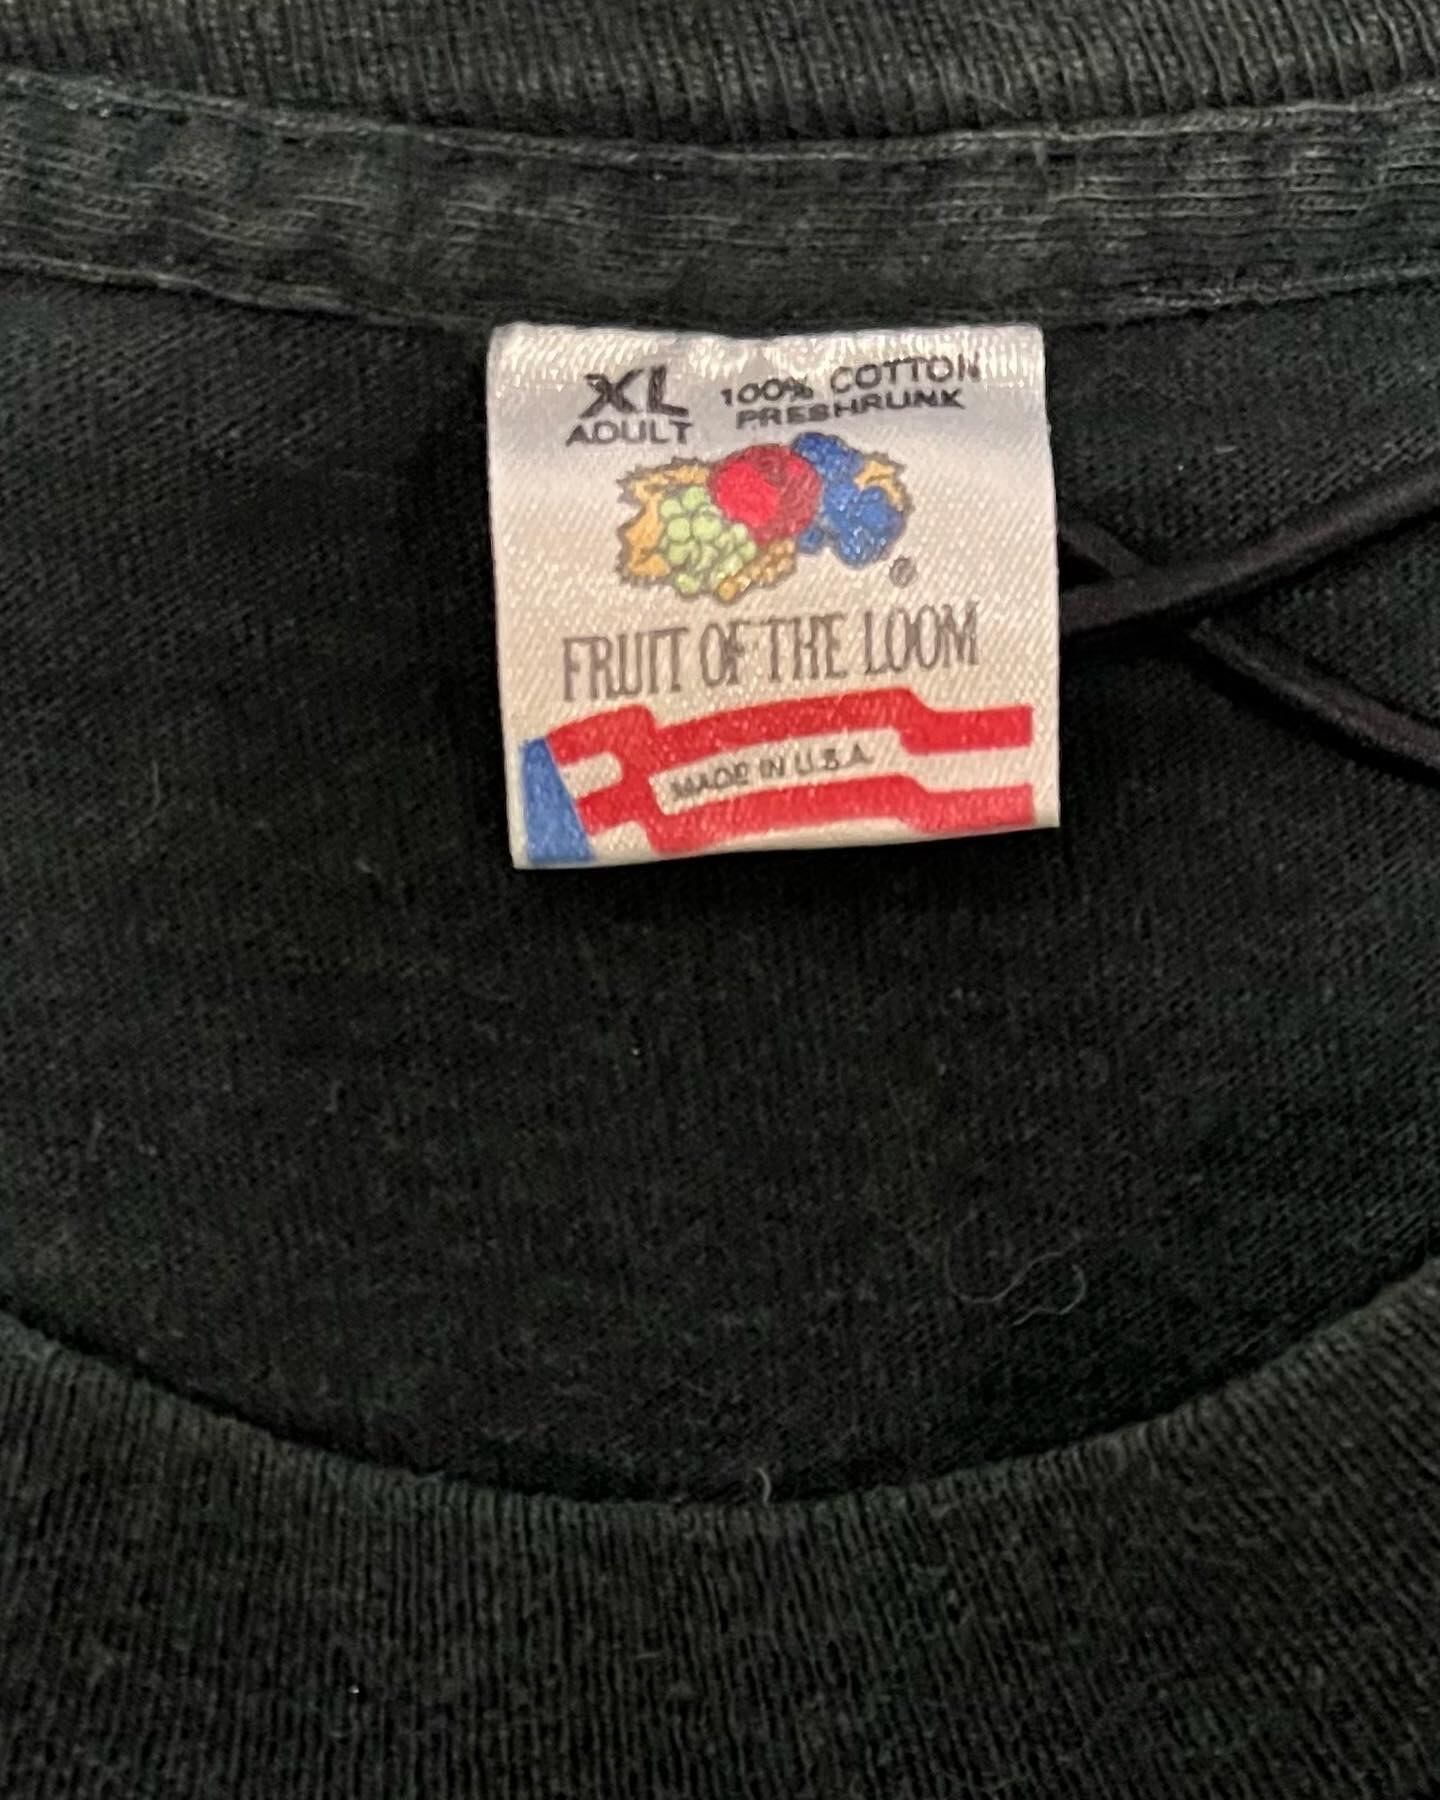 XL
ADULT
100% COTTON
PRESHRUNK
®
FRUIT OF THE LOOM
MADE IN U.S.A.